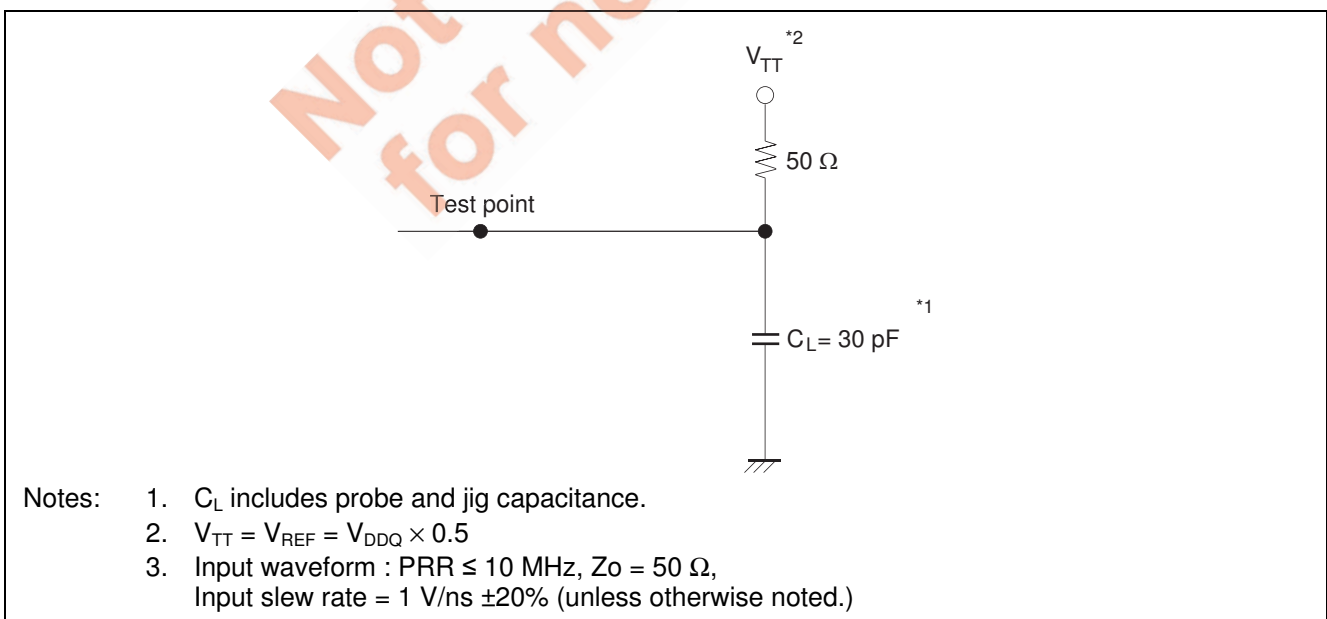 Not
for n
*2
V_TT
50 Ω
Test point
*1
C_L= 30 pF
Notes: 1. C_L includes probe and jig capacitance.
2. V_TT = V_REF = V_DDQ × 0.5
3. Input waveform : PRR ≤ 10 MHz, Zo = 50 Ω,
Input slew rate = 1 V/ns ±20% (unless otherwise noted.)